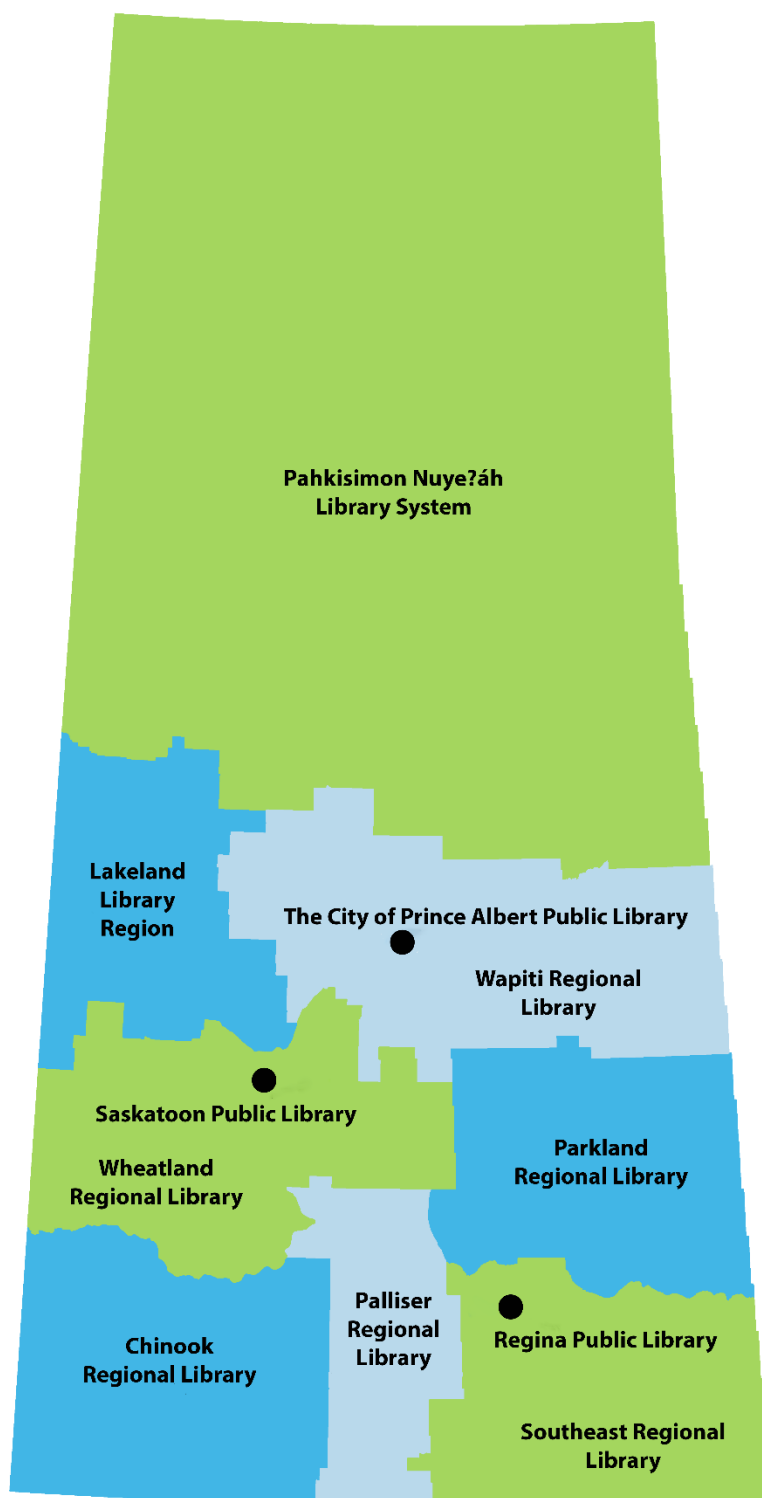 Pahkisimon Nuye?áh
Library System
Lakeland
Library
Region
The City of Prince Albert Public Library
Wapiti Regional
Library
Saskatoon Public Library
Wheatland
Regional Library
Parkland
Regional Library
Palliser
Regional
Library
Chinook
Regional Library
Regina Public Library
Southeast Regional
Library